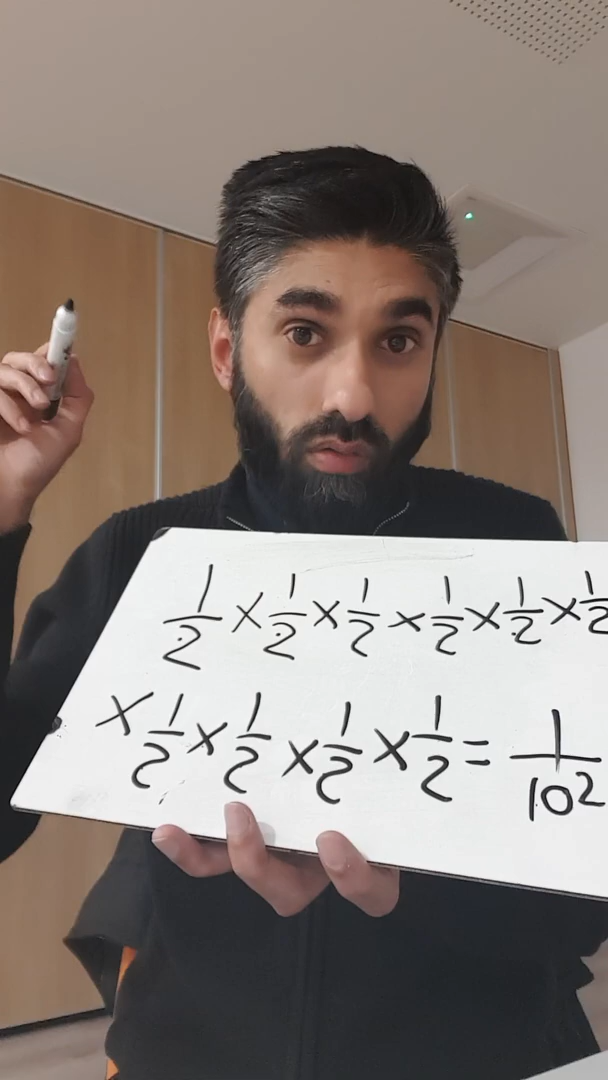 1/2 × 1/2 × 1/2 × 1/2 × 1/2 × 1/2
× 1/2 × 1/2 × 1/2 × 1/2 = 1/10²